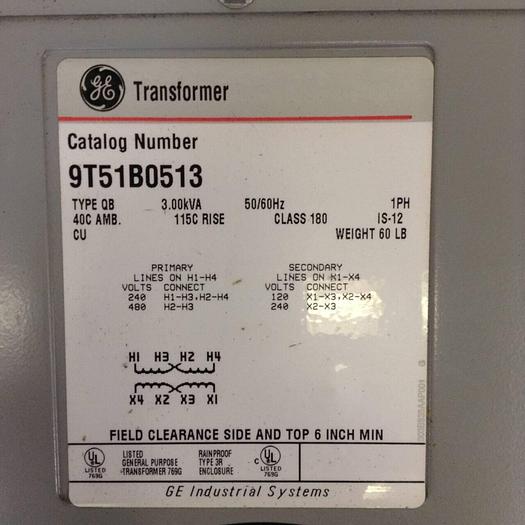 GE Transformer
Catalog Number
9T51B0513
TYPE QB 3.00kVA 50/60Hz 1PH
40C AMB. 115C RISE CLASS 180 IS-12
CU WEIGHT 60 LB
PRIMARY SECONDARY
LINES ON H1-H4 LINES ON X1-X4
VOLTS CONNECT VOLTS CONNECT
240 H1-H3,H2-H4 120 X1-X3,X2-X4
480 H2-H3 240 X2-X3
H1 H3 H2 H4
X4 X2 X3 X1
FIELD CLEARANCE SIDE AND TOP 6 INCH MIN
UL LISTED 769G LISTED GENERAL PURPOSE TRANSFORMER 769G RAINPROOF TYPE 3R ENCLOSURE C UL LISTED 769G
GE Industrial Systems